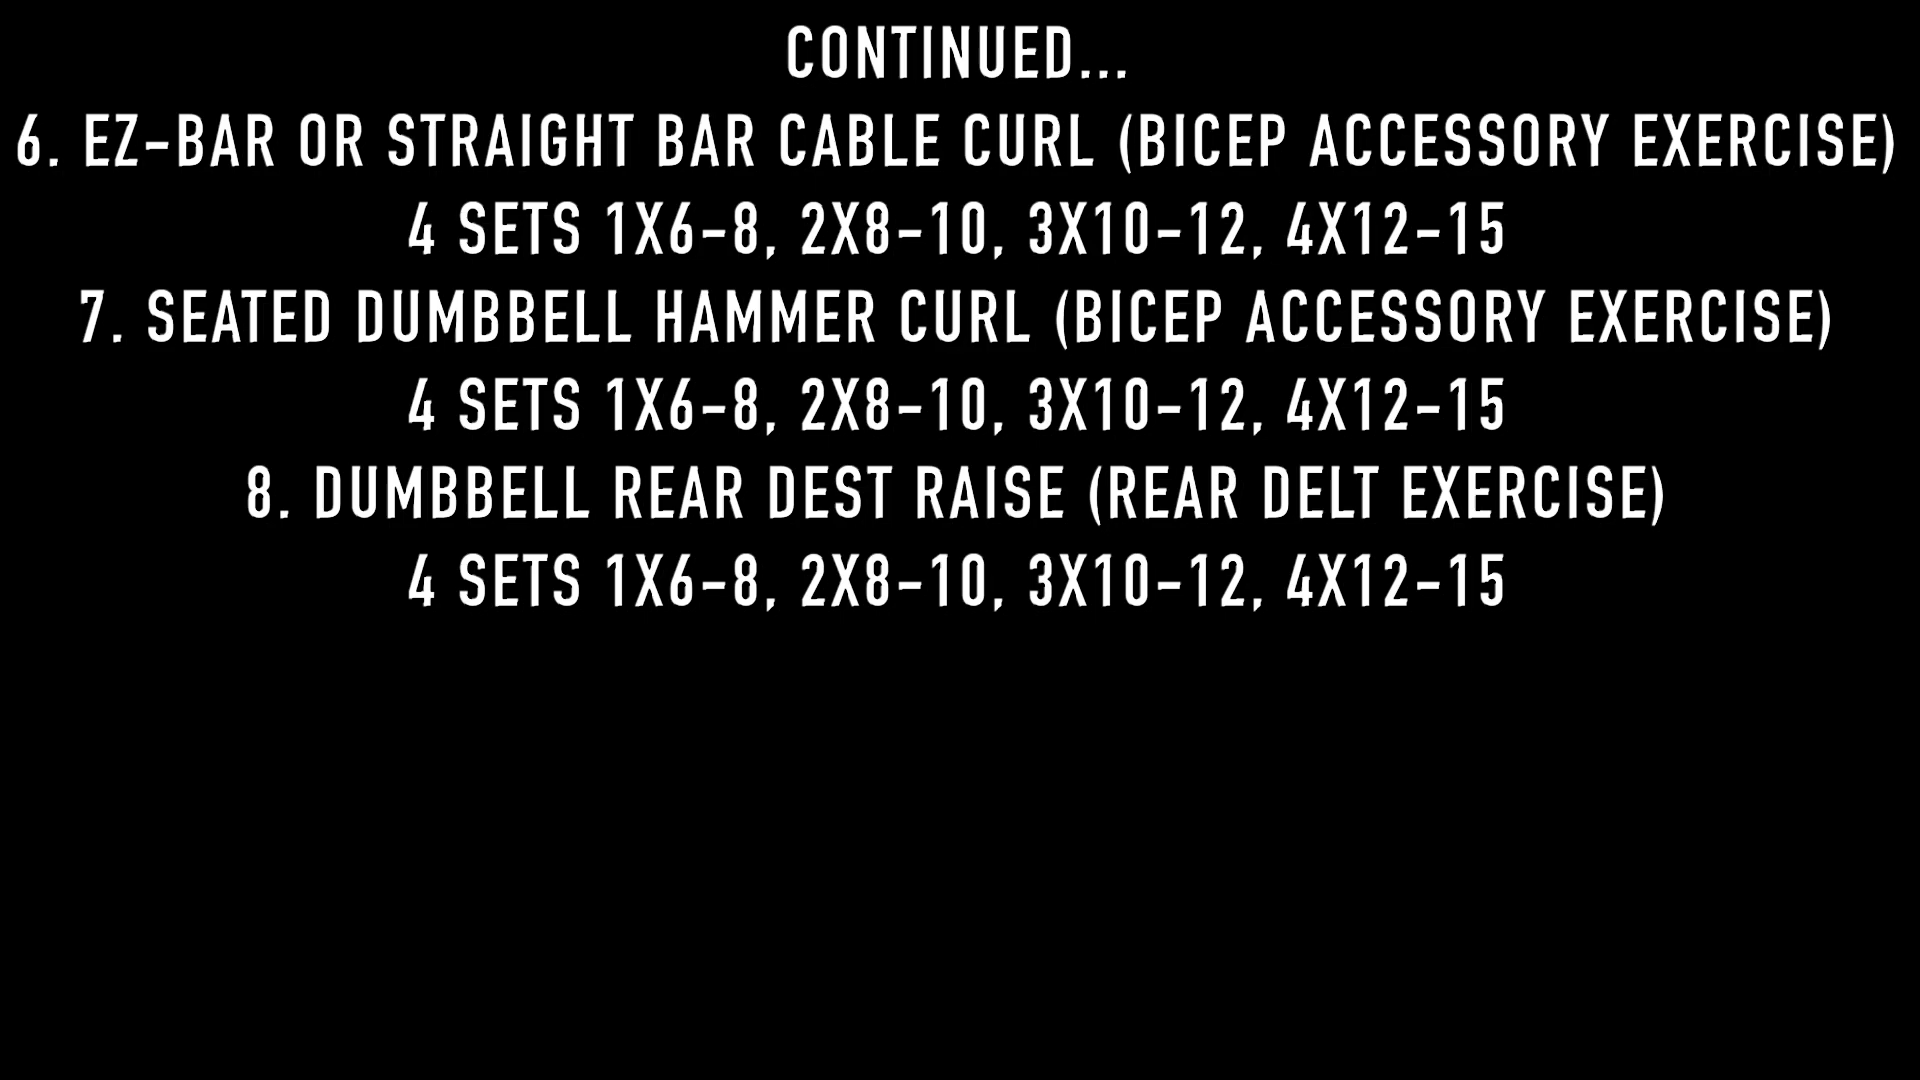 CONTINUED...
6. EZ-BAR OR STRAIGHT BAR CABLE CURL (BICEP ACCESSORY EXERCISE)
4 SETS 1X6-8, 2X8-10, 3X10-12, 4X12-15
7. SEATED DUMBBELL HAMMER CURL (BICEP ACCESSORY EXERCISE)
4 SETS 1X6-8, 2X8-10, 3X10-12, 4X12-15
8. DUMBBELL REAR DEST RAISE (REAR DELT EXERCISE)
4 SETS 1X6-8, 2X8-10, 3X10-12, 4X12-15